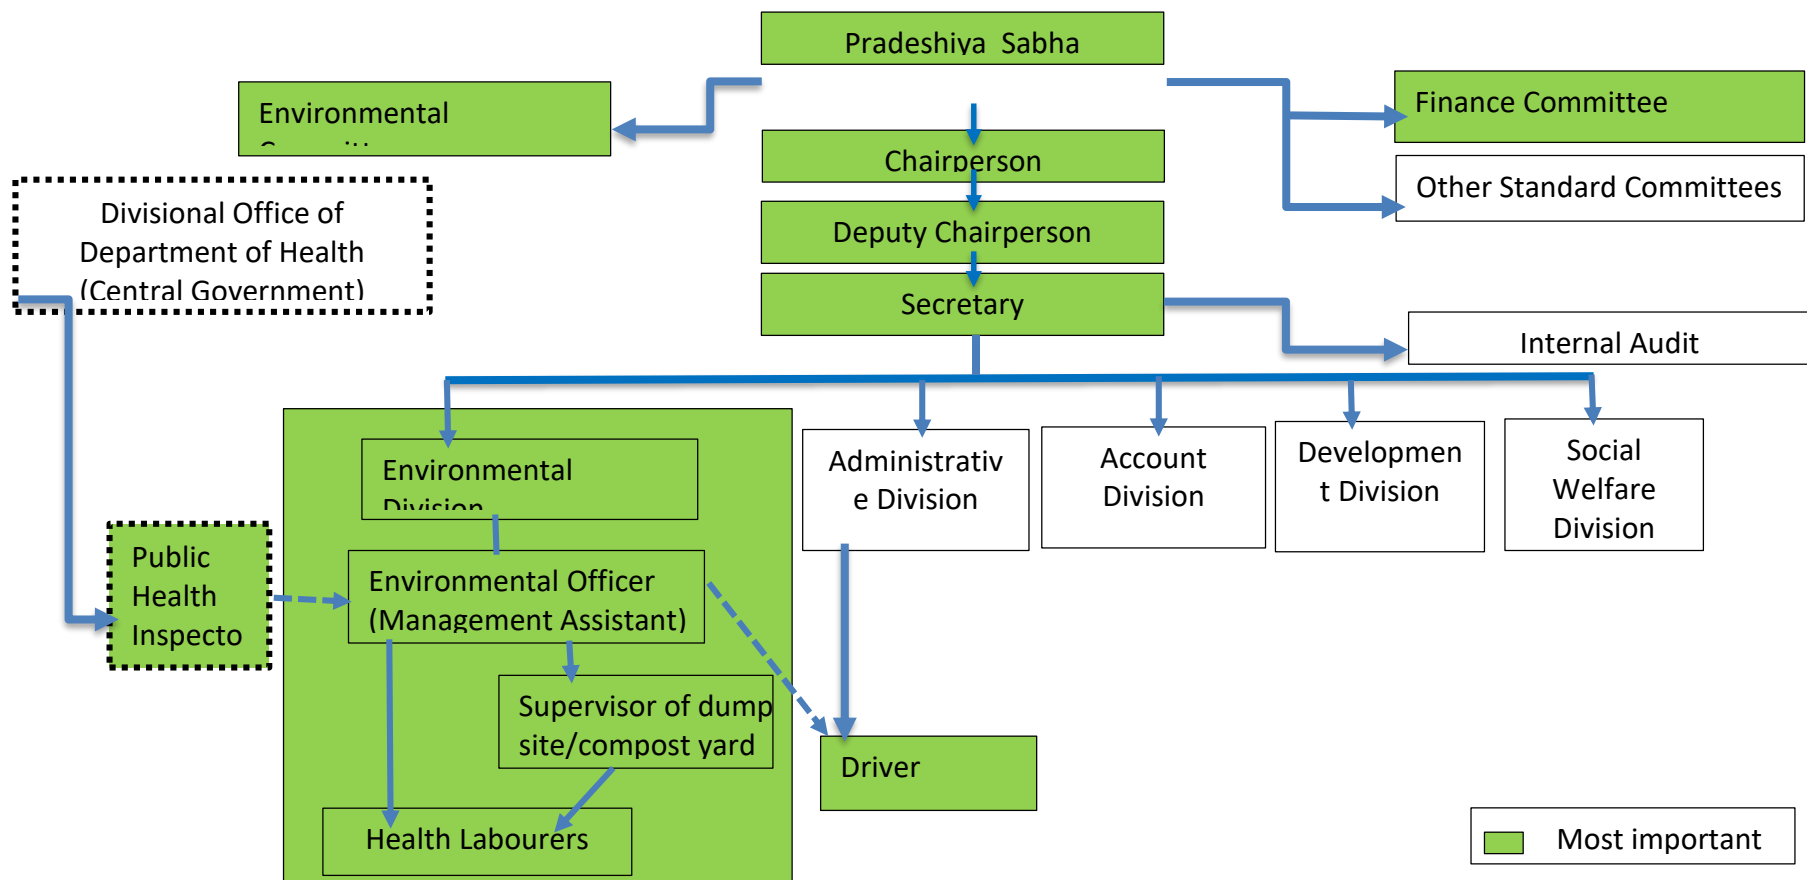 Pradeshiya Sabha
Environmental
Finance Committee
Chairperson
Other Standard Committees
Divisional Office of
Department of Health
(Central Government)
Deputy Chairperson
Secretary
Internal Audit
Environmental
Division
Administrativ
e Division
Account
Division
Developmen
t Division
Social
Welfare
Division
Public
Health
Inspecto
Environmental Officer
(Management Assistant)
Supervisor of dump
site/compost yard
Driver
Health Labourers
Most important